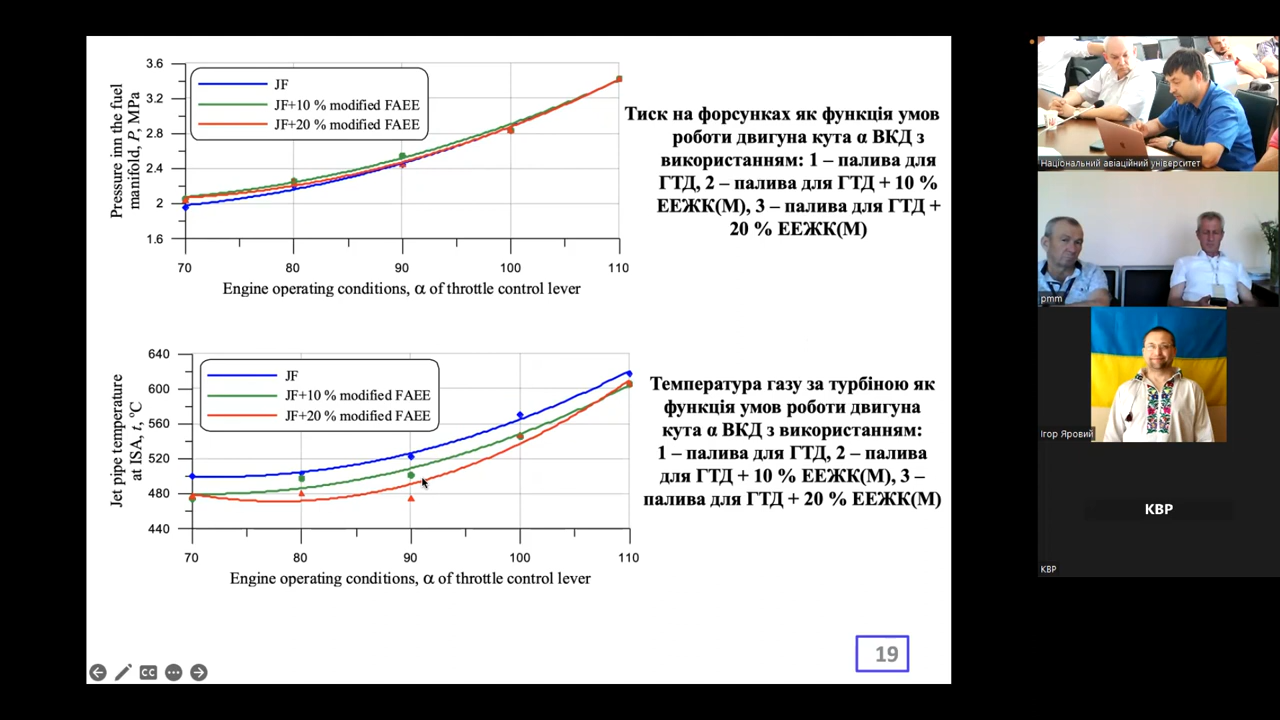 3.6
3.2
2.8
2.4
2
1.6
Pressure inn the fuel
manifold, P, MPa
JF
JF+10 % modified FAEE
JF+20 % modified FAEE
70 80 90 100 110
Engine operating conditions, α of throttle control lever
Тиск на форсунках як функція умов
роботи двигуна кута α ВКД з
використанням: 1 – палива для
ГТД, 2 – палива для ГТД + 10 %
ЕЕЖК(М), 3 – палива для ГТД +
20 % ЕЕЖК(М)
640
600
560
520
480
440
Jet pipe temperature
at ISA, t, °C
JF
JF+10 % modified FAEE
JF+20 % modified FAEE
70 80 90 100 110
Engine operating conditions, α of throttle control lever
Температура газу за турбіною як
функція умов роботи двигуна
кута α ВКД з використанням:
1 – палива для ГТД, 2 – палива
для ГТД + 10 % ЕЕЖК(М), 3 –
палива для ГТД + 20 % ЕЕЖК(М)
19
CC
Національний авіаційний університет
pmm
Ігор Яровий
КВР
КВР